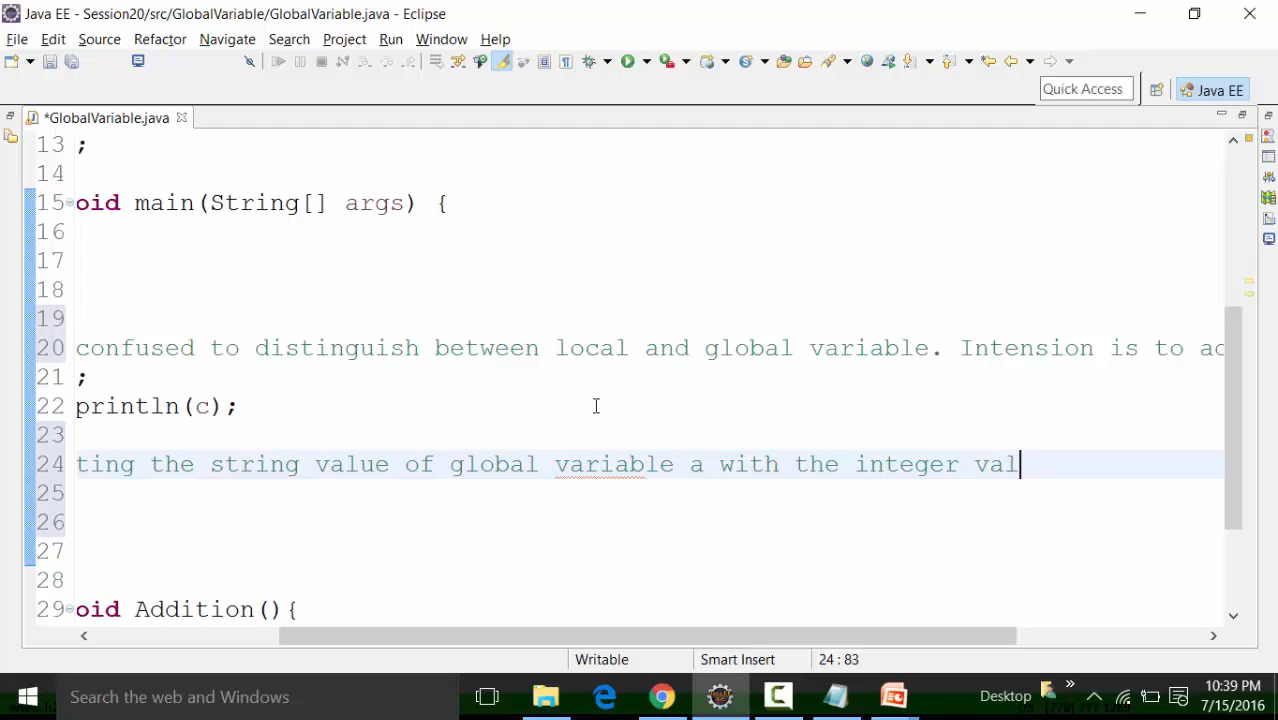 Java EE - Session20/src/GlobalVariable/GlobalVariable.java - Eclipse
File Edit Source Refactor Navigate Search Project Run Window Help
Quick Access
Java EE
*GlobalVariable.java
13 ;
14
15 oid main(String[] args) {
16
17
18
19
20 confused to distinguish between local and global variable. Intension is to ac
21 ;
22 println(c);
23
24 ting the string value of global variable a with the integer val
25
26
27
28
29 oid Addition(){
Writable Smart Insert 24 : 83
Search the web and Windows
Desktop
10:39 PM
7/15/2016